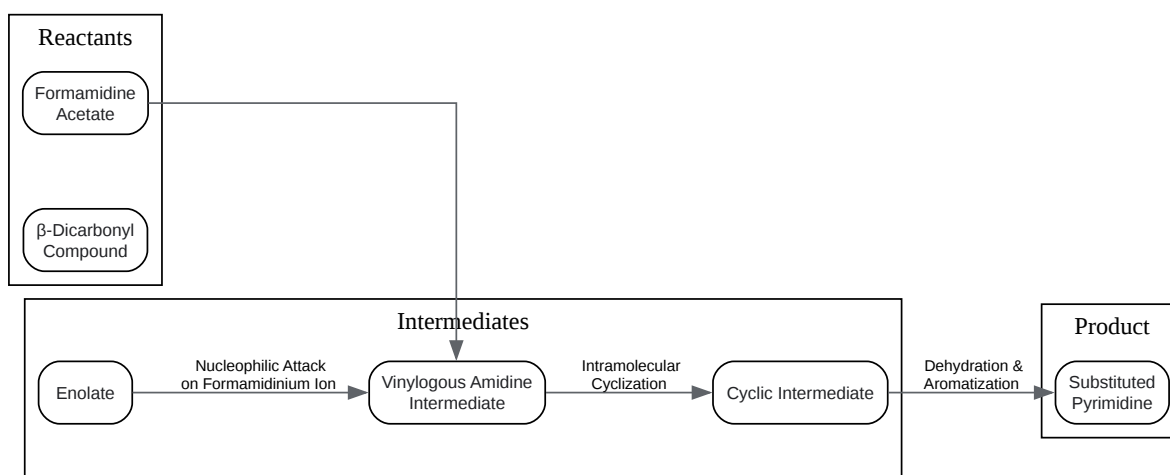 Reactants
Formamidine
Acetate
β-Dicarbonyl
Compound
Intermediates
Enolate
Nucleophilic Attack
on Formamidinium Ion
Vinylogous Amidine
Intermediate
Intramolecular
Cyclization
Cyclic Intermediate
Dehydration &
Aromatization
Product
Substituted
Pyrimidine